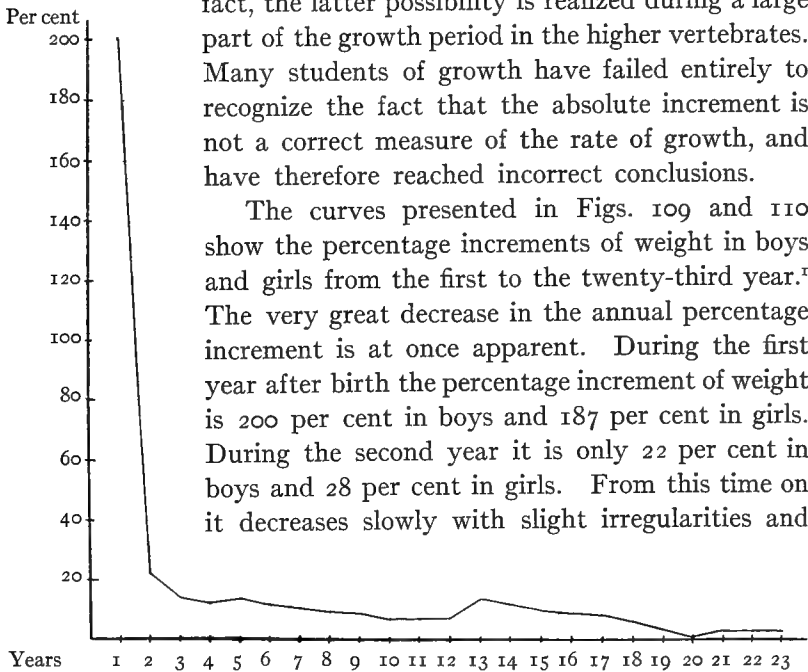 fact, the latter possibility is realized during a large
part of the growth period in the higher vertebrates.
Many students of growth have failed entirely to
recognize the fact that the absolute increment is
not a correct measure of the rate of growth, and
have therefore reached incorrect conclusions.
The curves presented in Figs. 109 and 110
show the percentage increments of weight in boys
and girls from the first to the twenty-third year.¹
The very great decrease in the annual percentage
increment is at once apparent. During the first
year after birth the percentage increment of weight
is 200 per cent in boys and 187 per cent in girls.
During the second year it is only 22 per cent in
boys and 28 per cent in girls. From this time on
it decreases slowly with slight irregularities and
Per cent
200
180
160
140
120
100
80
60
40
20
Years 1 2 3 4 5 6 7 8 9 10 11 12 13 14 15 16 17 18 19 20 21 22 23